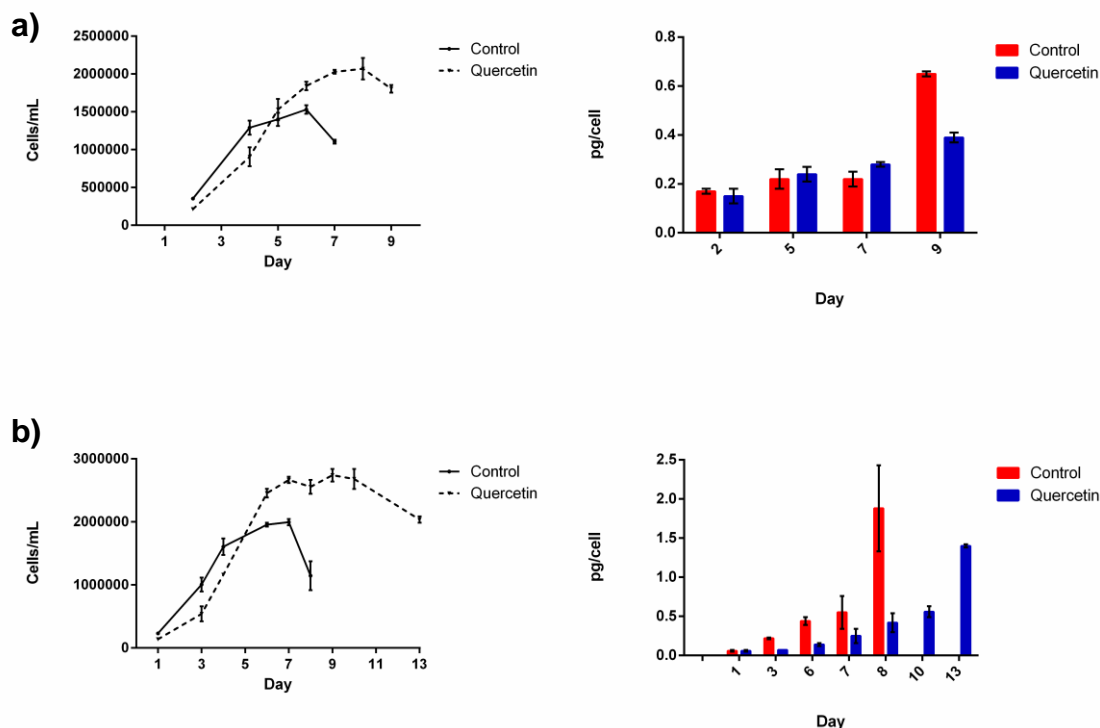 a)
2500000
2000000
1500000
1000000
500000
0
Cells/mL
1 3 5 7 9
Day
Control
Quercetin
0.8
0.6
0.4
0.2
0.0
pg/cell
2 5 7 9
Day
Control
Quercetin
b)
3000000
2000000
1000000
0
Cells/mL
1 3 5 7 9 11 13
Day
Control
Quercetin
2.5
2.0
1.5
1.0
0.5
0.0
pg/cell
1 3 6 7 8 10 13
Day
Control
Quercetin